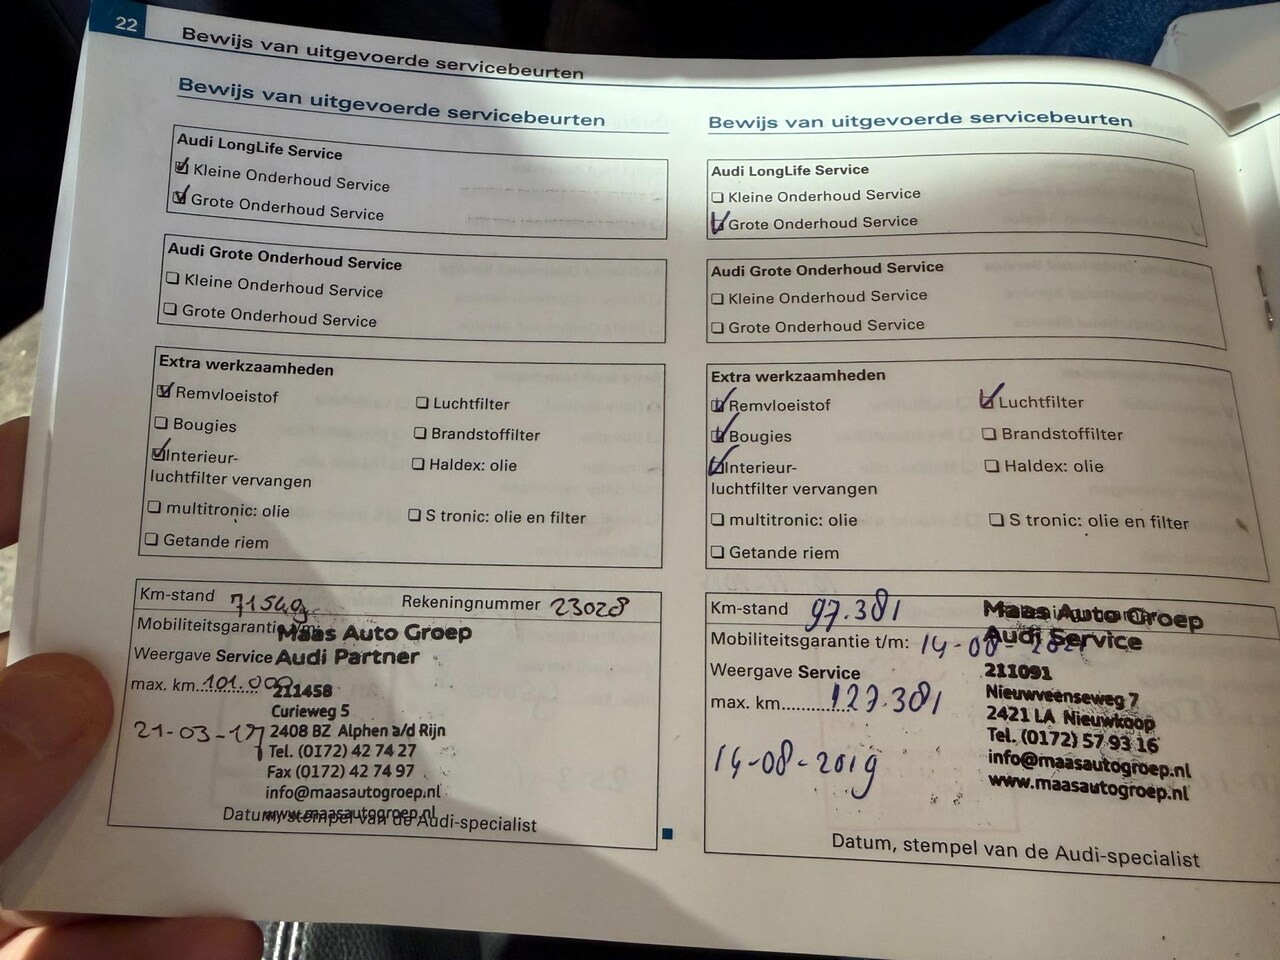 22
Bewijs van uitgevoerde servicebeurten
Bewijs van uitgevoerde servicebeurten
Audi LongLife Service
Kleine Onderhoud Service
Grote Onderhoud Service
Audi Grote Onderhoud Service
Kleine Onderhoud Service
Grote Onderhoud Service
Extra werkzaamheden
Remvloeistof
Luchtfilter
Bougies
Brandstoffilter
Interieur-
luchtfilter vervangen
Haldex: olie
multitronic: olie
S tronic: olie en filter
Getande riem
Km-stand 71549
Rekeningnummer 23028
Mobiliteitsgarantie
Maas Auto Groep
Weergave Service
Audi Partner
max. km. 101.000
211458
Curieweg 5
21-03-17
2408 BZ Alphen a/d Rijn
Tel. (0172) 42 74 27
Fax (0172) 42 74 97
info@maasautogroep.nl
www.maasautogroep.nl
Datum, stempel van de Audi-specialist
Bewijs van uitgevoerde servicebeurten
Audi LongLife Service
Kleine Onderhoud Service
Grote Onderhoud Service
Audi Grote Onderhoud Service
Kleine Onderhoud Service
Grote Onderhoud Service
Extra werkzaamheden
Remvloeistof
Luchtfilter
Bougies
Brandstoffilter
Interieur-
luchtfilter vervangen
Haldex: olie
multitronic: olie
S tronic: olie en filter
Getande riem
Km-stand 97.381
Maas Auto Groep
Mobiliteitsgarantie t/m: 14-08-2021
Audi Service
Weergave Service
211091
max. km. 127.381
Nieuwveenseweg 7
2421 LA Nieuwkoop
14-08-2019
Tel. (0172) 57 93 16
info@maasautogroep.nl
www.maasautogroep.nl
Datum, stempel van de Audi-specialist